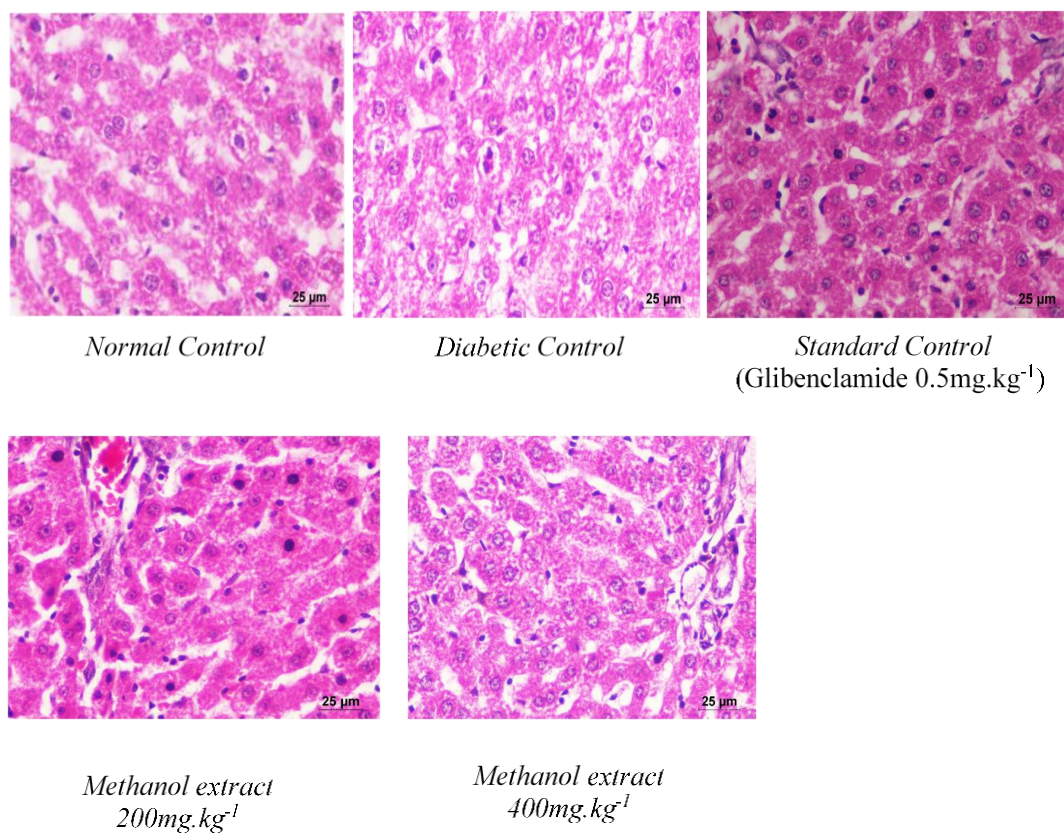 25 µm
25 µm
25 µm
Normal Control
Diabetic Control
Standard Control
(Glibenclamide 0.5mg.kg⁻¹)
25 µm
25 µm
Methanol extract
200mg.kg⁻¹
Methanol extract
400mg.kg⁻¹